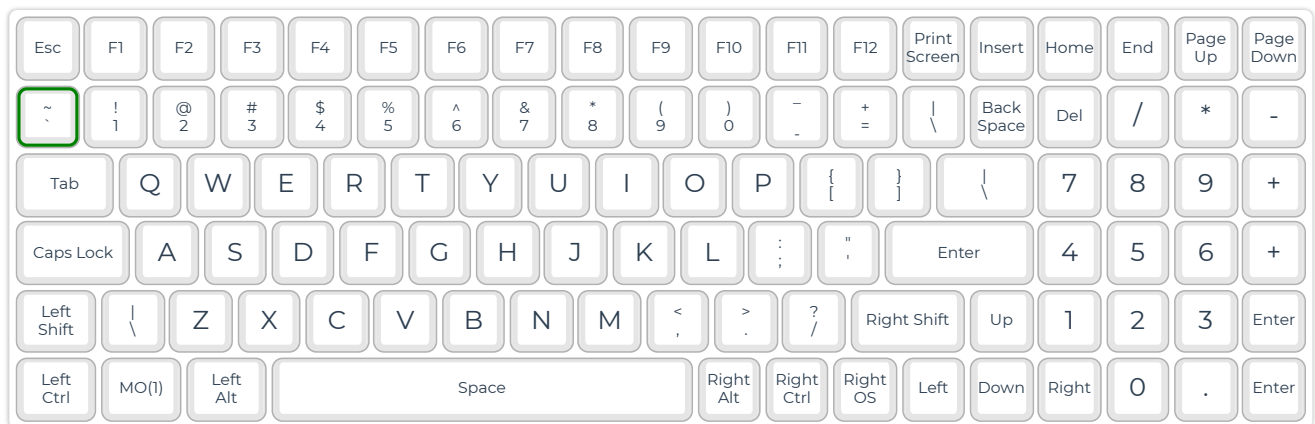 Esc F1 F2 F3 F4 F5 F6 F7 F8 F9 F10 F11 F12 Print Screen Insert Home End Page Up Page Down
~ ` ! 1 @ 2 # 3 $ 4 % 5 ^ 6 & 7 * 8 ( 9 ) 0 _ - + = | \ Back Space Del / * -
Tab Q W E R T Y U I O P { [ } ] | \ 7 8 9 +
Caps Lock A S D F G H J K L : ; " ' Enter 4 5 6 +
Left Shift | \ Z X C V B N M < , > . ? / Right Shift Up 1 2 3 Enter
Left Ctrl MO(1) Left Alt Space Right Alt Right Ctrl Right OS Left Down Right 0 . Enter